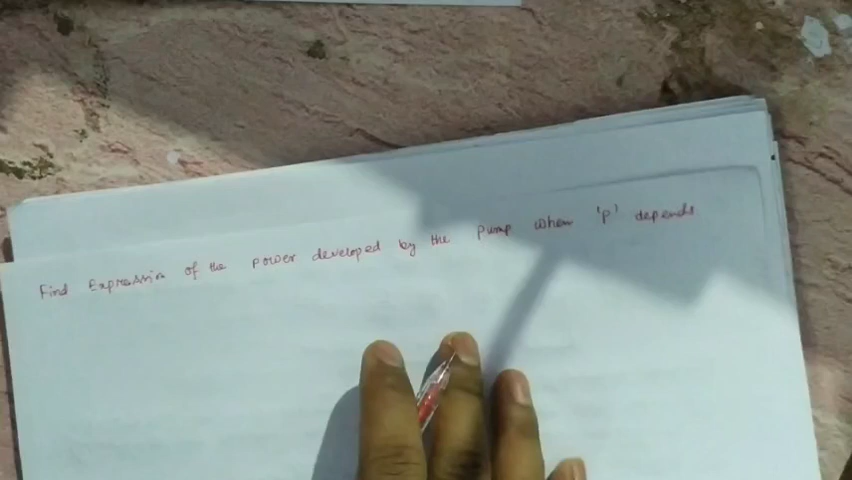 Find Expression of the power developed by the pump when 'P' depends